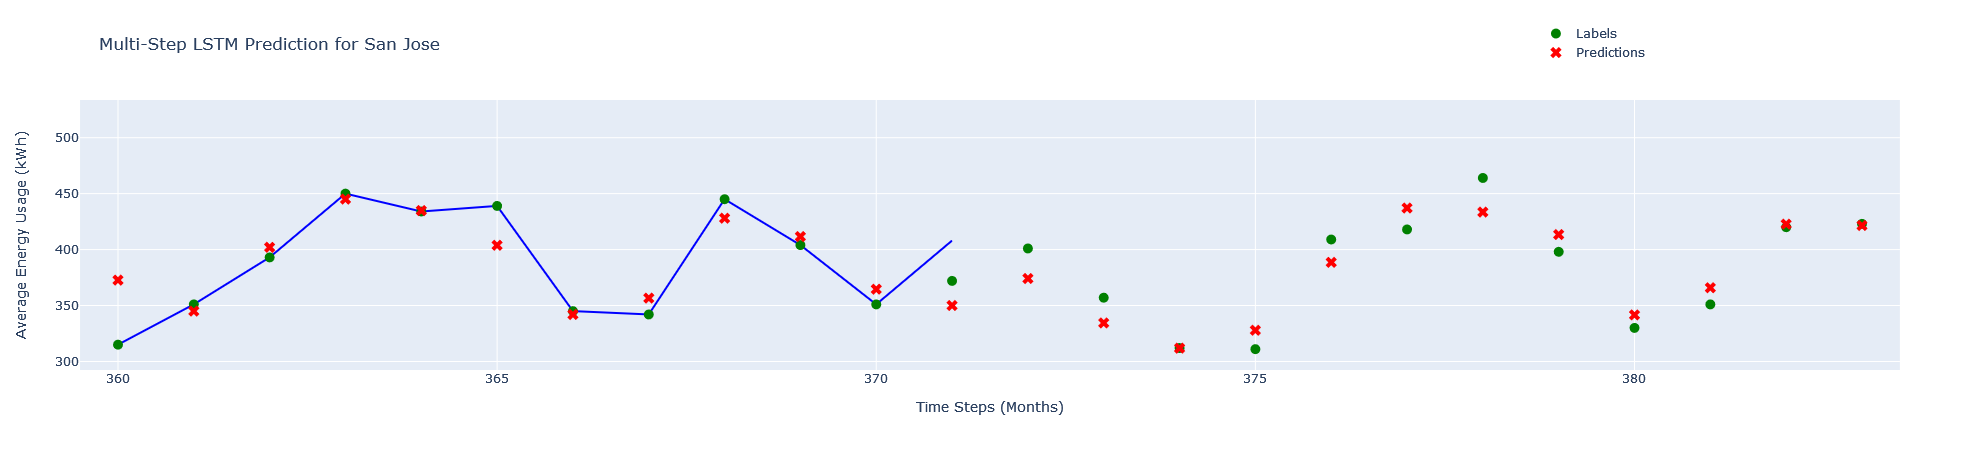 Multi-Step LSTM Prediction for San Jose
Labels
Predictions
Average Energy Usage (kWh)
500
450
400
350
300
360
365
370
375
380
Time Steps (Months)